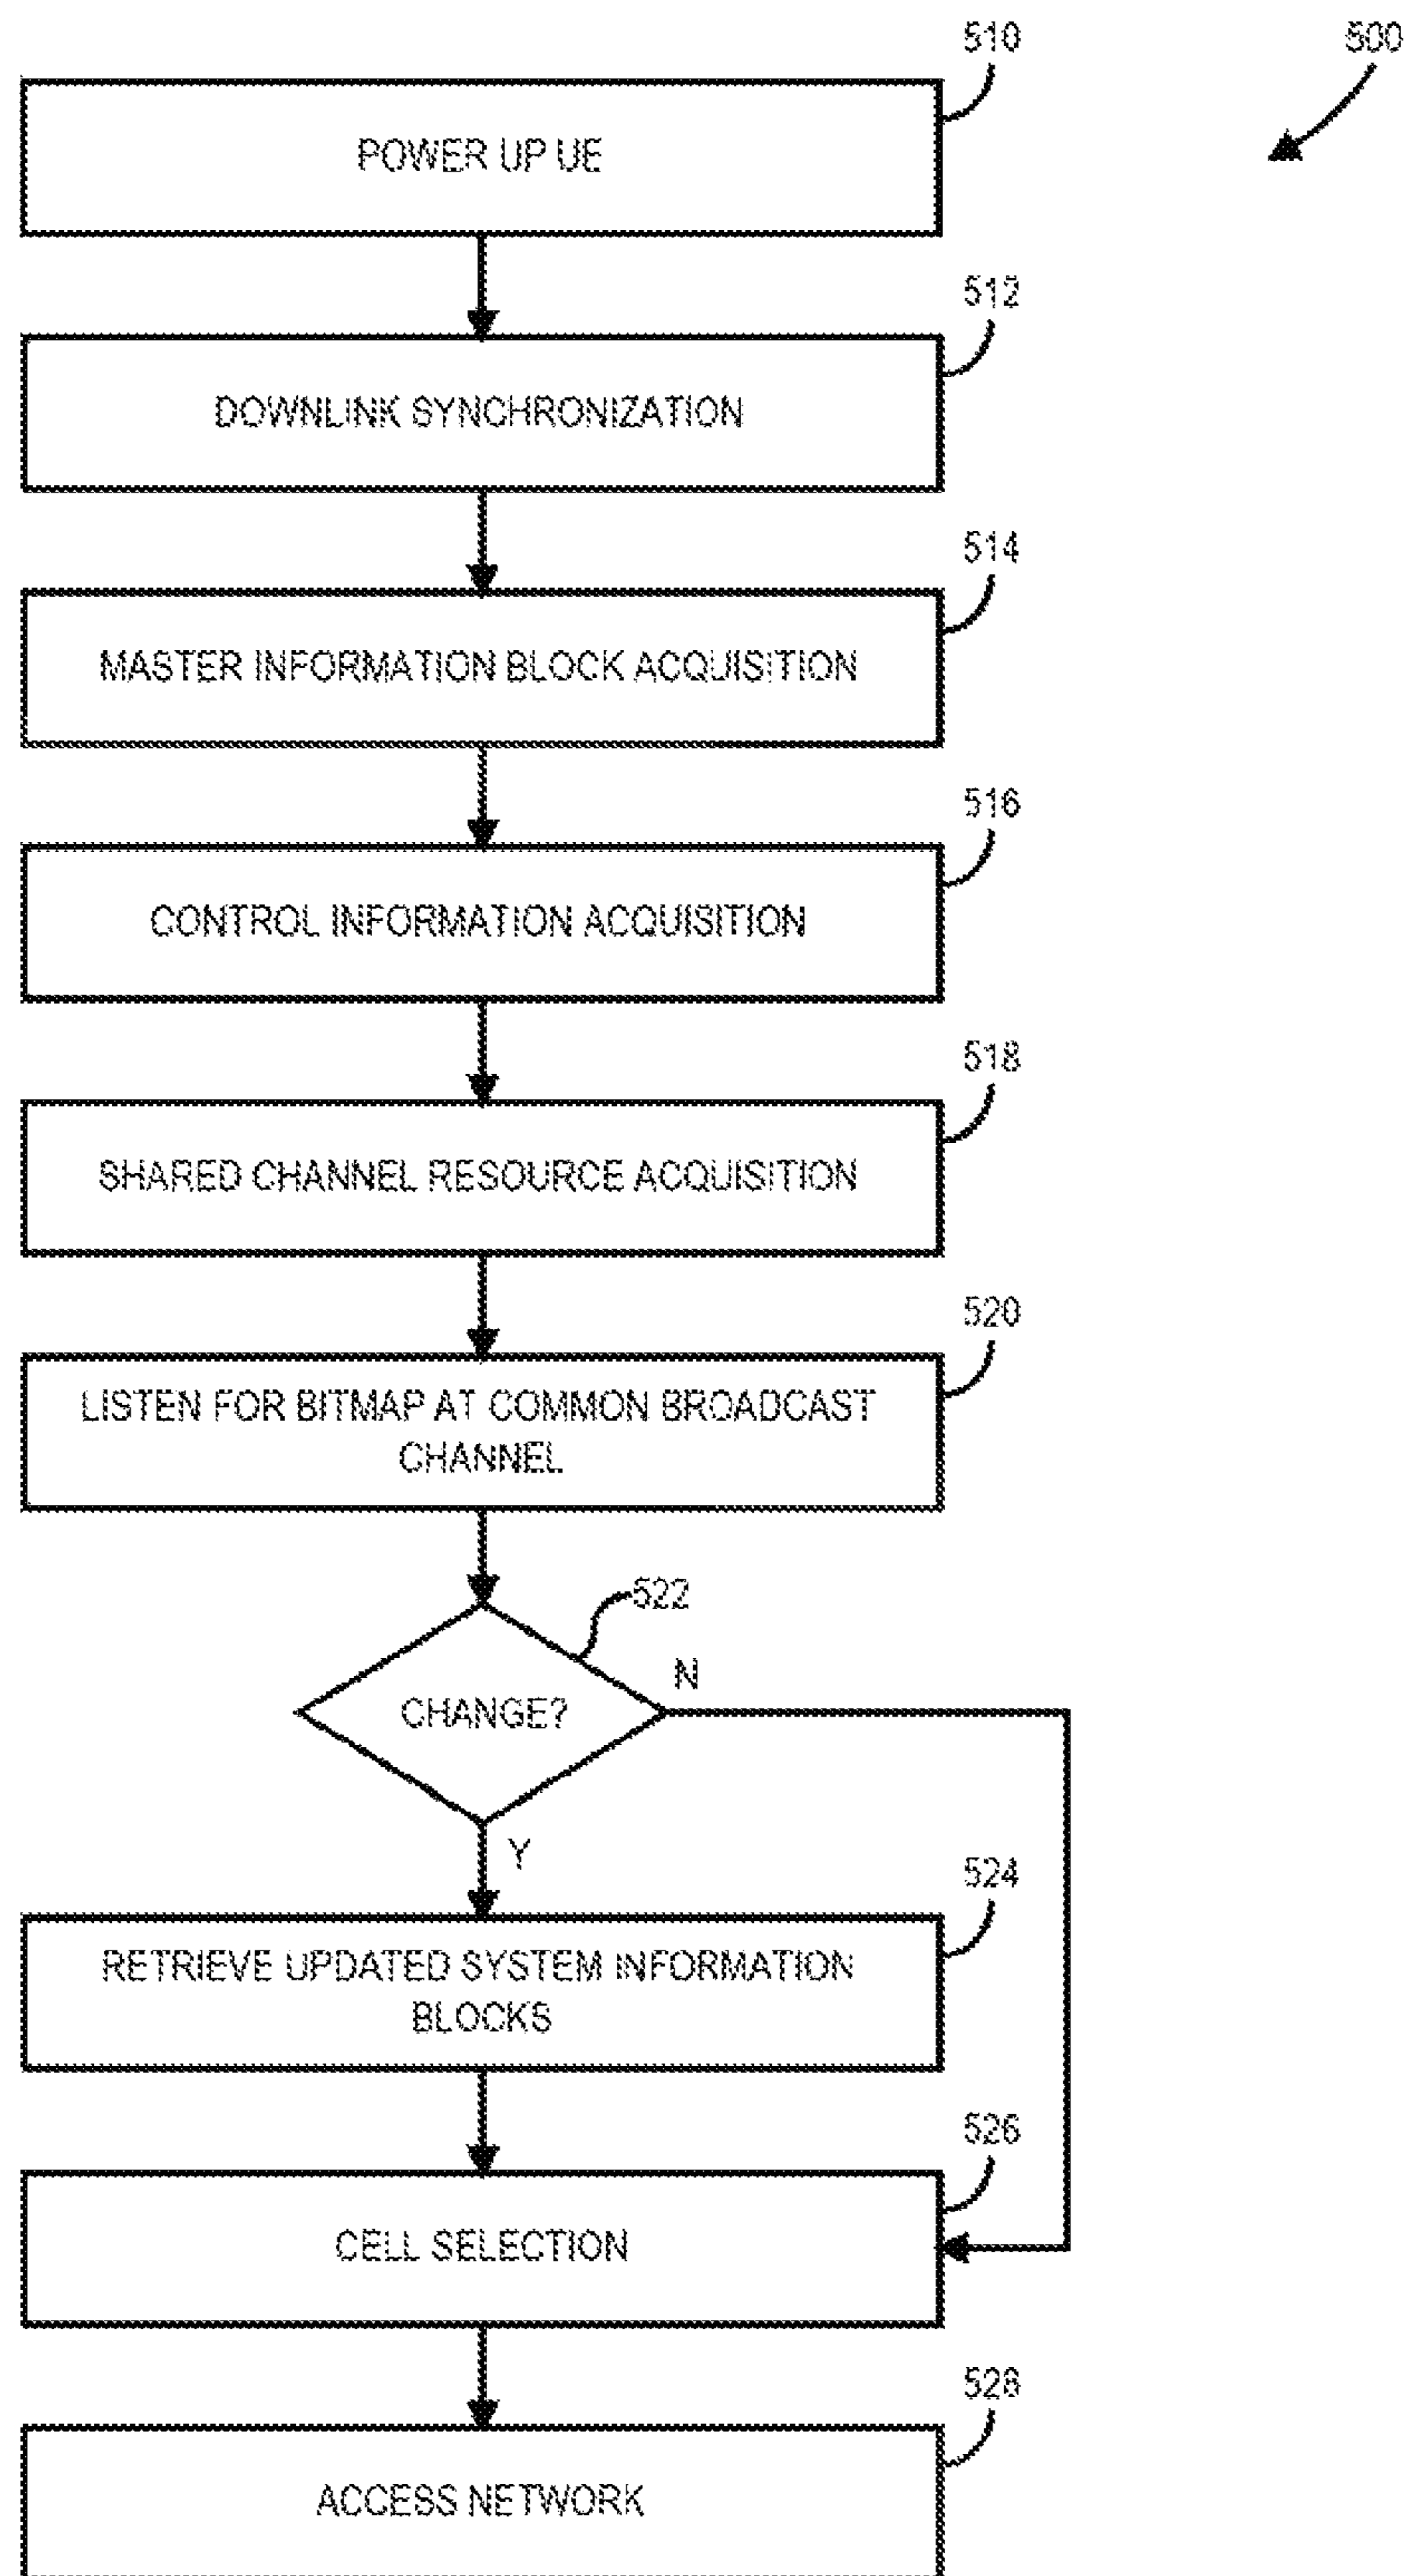 510
500
POWER UP UE
512
DOWNLINK SYNCHRONIZATION
514
MASTER INFORMATION BLOCK ACQUISITION
516
CONTROL INFORMATION ACQUISITION
518
SHARED CHANNEL RESOURCE ACQUISITION
520
LISTEN FOR BITMAP AT COMMON BROADCAST
CHANNEL
522
N
CHANGE?
Y
524
RETRIEVE UPDATED SYSTEM INFORMATION
BLOCKS
526
CELL SELECTION
528
ACCESS NETWORK